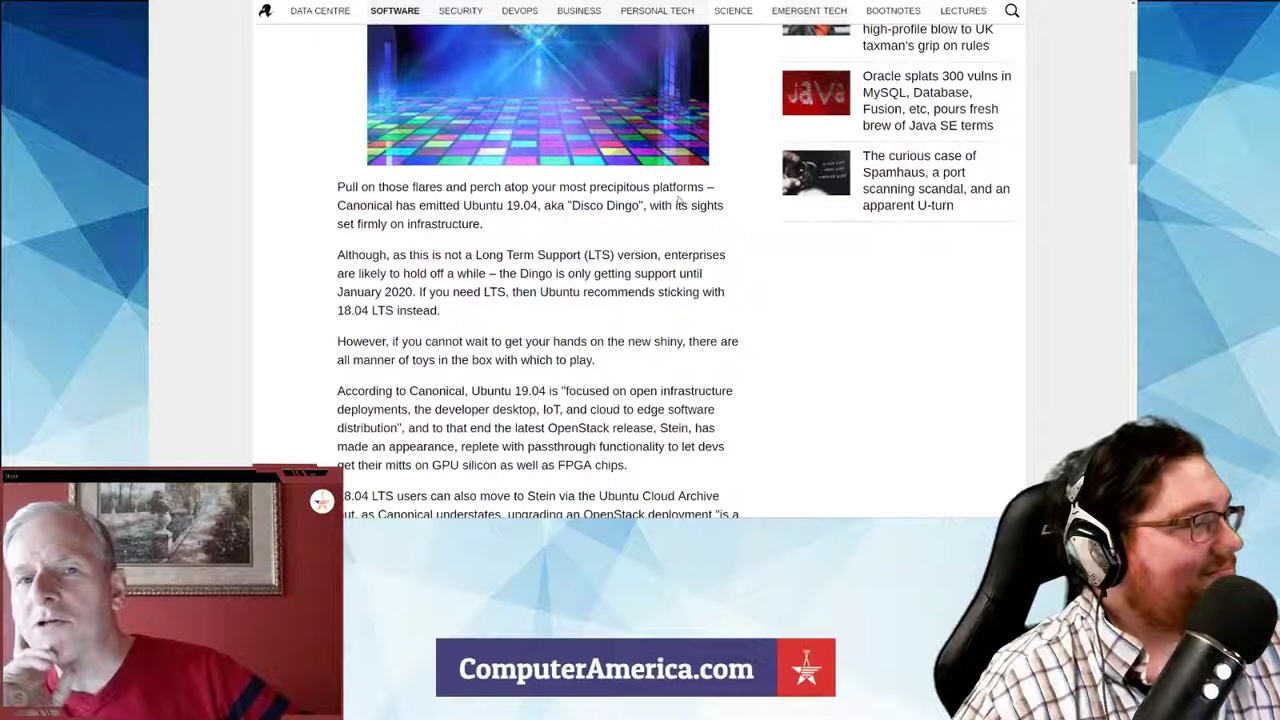 DATA CENTRE SOFTWARE SECURITY DEVOPS BUSINESS PERSONAL TECH SCIENCE EMERGENT TECH BOOTNOTES LECTURES
high-profile blow to UK
taxman's grip on rules
Oracle splats 300 vulns in
MySQL, Database,
Fusion, etc, pours fresh
brew of Java SE terms
java
The curious case of
Spamhaus, a port
scanning scandal, and an
apparent U-turn
Pull on those flares and perch atop your most precipitous platforms –
Canonical has emitted Ubuntu 19.04, aka "Disco Dingo", with its sights
set firmly on infrastructure.
Although, as this is not a Long Term Support (LTS) version, enterprises
are likely to hold off a while – the Dingo is only getting support until
January 2020. If you need LTS, then Ubuntu recommends sticking with
18.04 LTS instead.
However, if you cannot wait to get your hands on the new shiny, there are
all manner of toys in the box with which to play.
According to Canonical, Ubuntu 19.04 is "focused on open infrastructure
deployments, the developer desktop, IoT, and cloud to edge software
distribution", and to that end the latest OpenStack release, Stein, has
made an appearance, replete with passthrough functionality to let devs
get their mitts on GPU silicon as well as FPGA chips.
8.04 LTS users can also move to Stein via the Ubuntu Cloud Archive
out, as Canonical understates, upgrading an OpenStack deployment "is a
ComputerAmerica.com